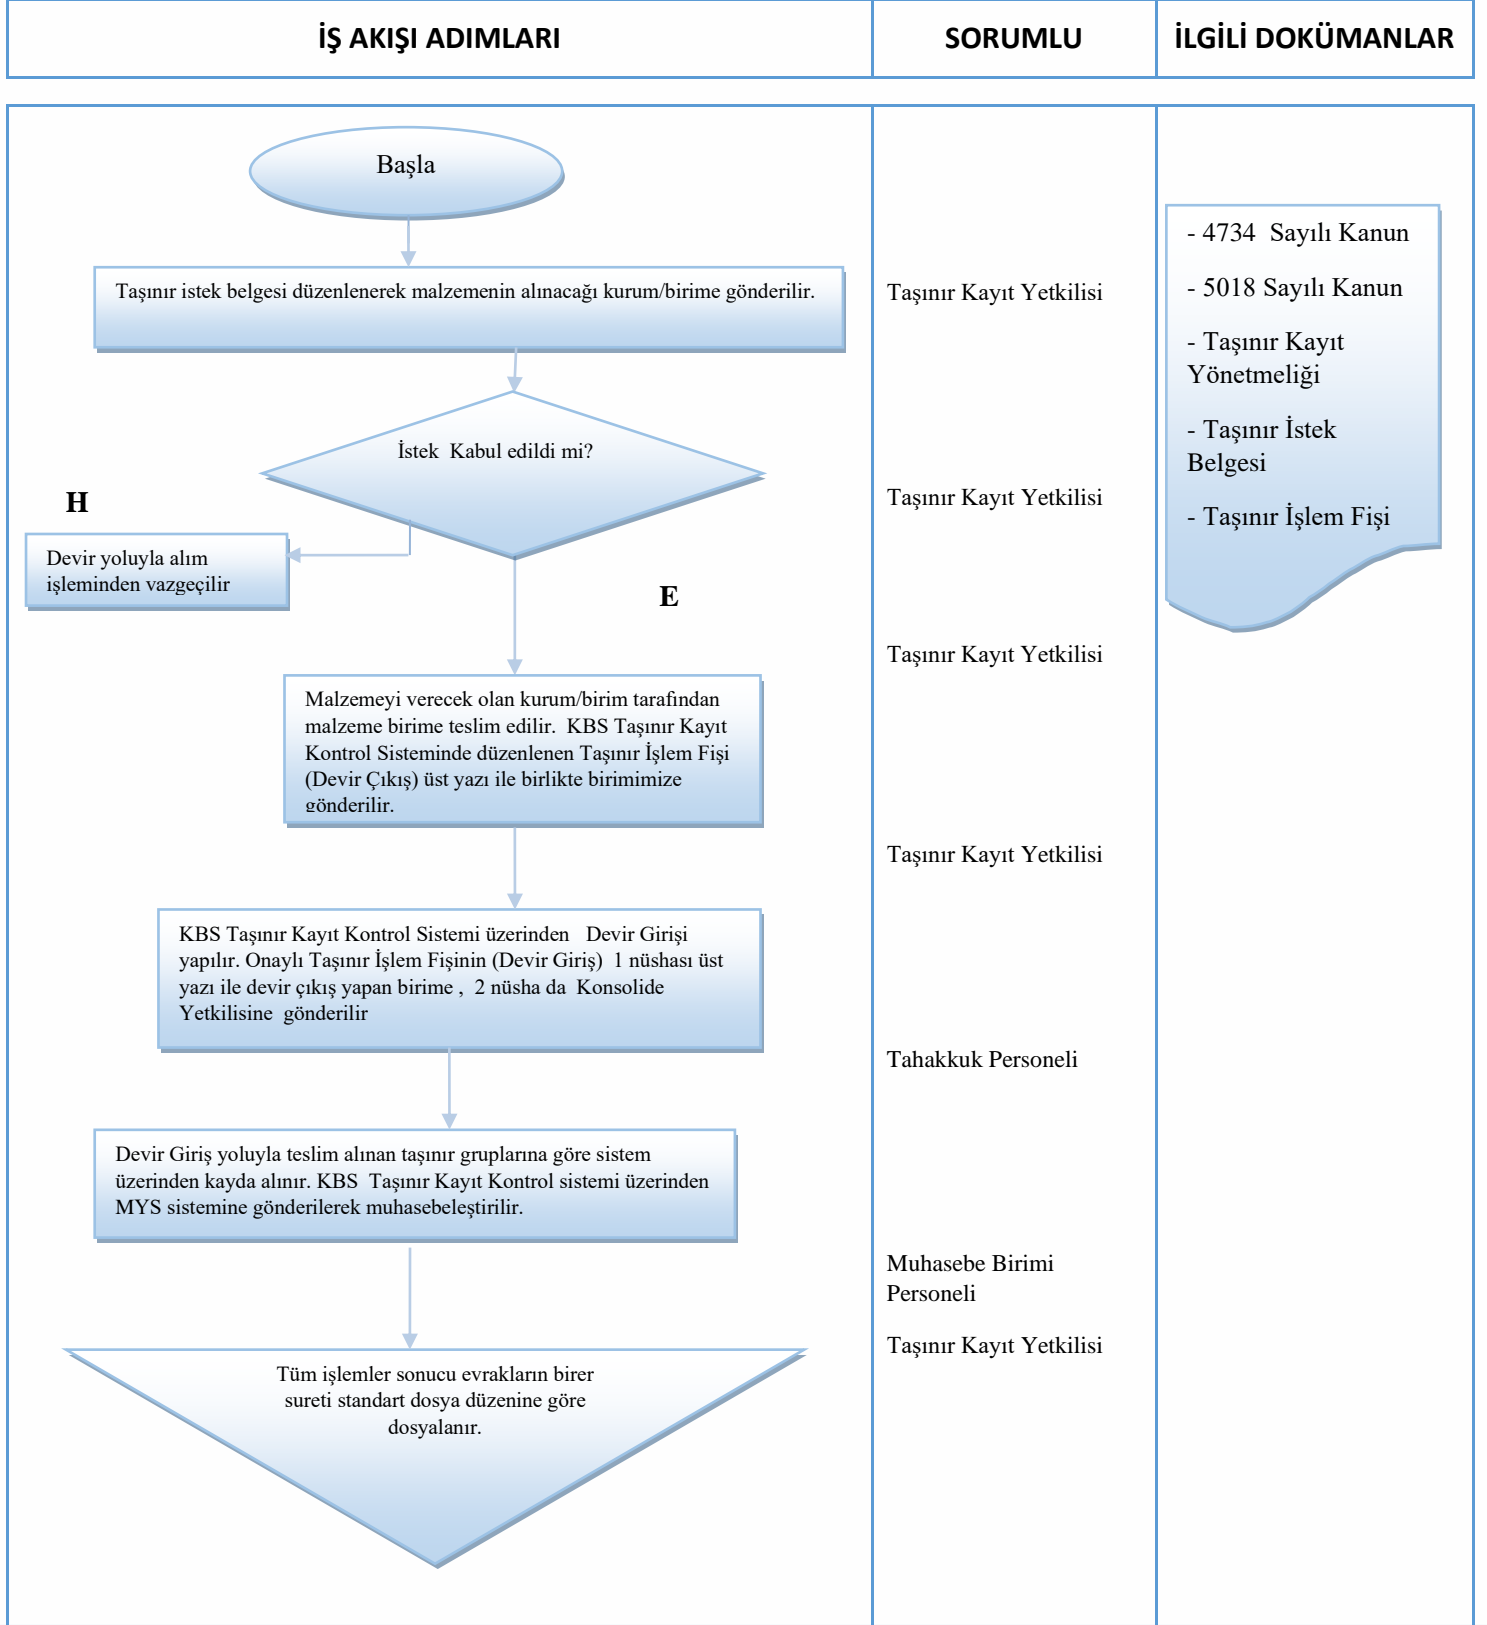 İŞ AKIŞI ADIMLARI
SORUMLU
İLGİLİ DOKÜMANLAR
Başla
Taşınır istek belgesi düzenlenerek malzemenin alınacağı kurum/birime gönderilir.
İstek Kabul edildi mi?
H
Devir yoluyla alım
işleminden vazgeçilir
E
Malzemeyi verecek olan kurum/birim tarafından
malzeme birime teslim edilir. KBS Taşınır Kayıt
Kontrol Sisteminde düzenlenen Taşınır İşlem Fişi
(Devir Çıkış) üst yazı ile birlikte birimimize
gönderilir.
KBS Taşınır Kayıt Kontrol Sistemi üzerinden Devir Girişi
yapılır. Onaylı Taşınır İşlem Fişinin (Devir Giriş) 1 nüshası üst
yazı ile devir çıkış yapan birime , 2 nüsha da Konsolide
Yetkilisine gönderilir
Devir Giriş yoluyla teslim alınan taşınır gruplarına göre sistem
üzerinden kayda alınır. KBS Taşınır Kayıt Kontrol sistemi üzerinden
MYS sistemine gönderilerek muhasebeleştirilir.
Tüm işlemler sonucu evrakların birer
sureti standart dosya düzenine göre
dosyalanır.
Taşınır Kayıt Yetkilisi
Taşınır Kayıt Yetkilisi
Taşınır Kayıt Yetkilisi
Taşınır Kayıt Yetkilisi
Tahakkuk Personeli
Muhasebe Birimi
Personeli
Taşınır Kayıt Yetkilisi
- 4734 Sayılı Kanun
- 5018 Sayılı Kanun
- Taşınır Kayıt
Yönetmeliği
- Taşınır İstek
Belgesi
- Taşınır İşlem Fişi